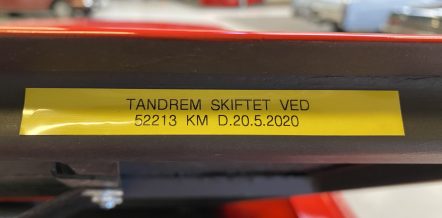 TANDREM SKIFTET VED
52213 KM D.20.5.2020